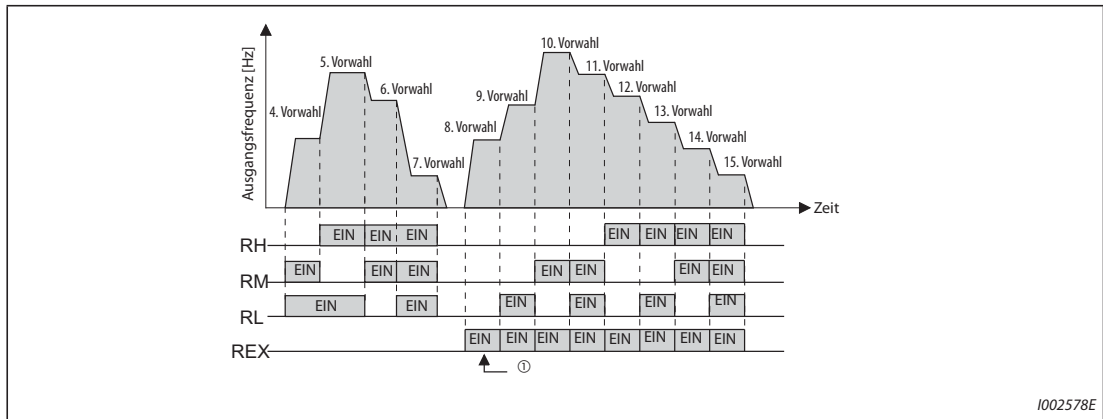 Ausgangsfrequenz [Hz]
4. Vorwahl
5. Vorwahl
6. Vorwahl
7. Vorwahl
8. Vorwahl
9. Vorwahl
10. Vorwahl
11. Vorwahl
12. Vorwahl
13. Vorwahl
14. Vorwahl
15. Vorwahl
Zeit
RH EIN EIN EIN EIN EIN EIN EIN
RM EIN EIN EIN EIN EIN EIN EIN
RL EIN EIN EIN EIN EIN EIN
REX EIN EIN EIN EIN EIN EIN EIN EIN
①
I002578E